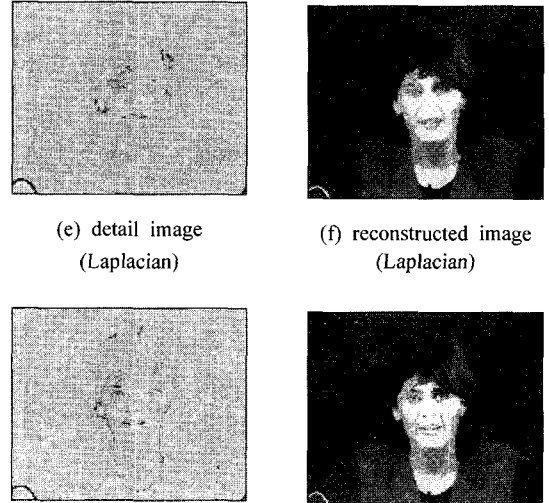 (e) detail image
(Laplacian)
(f) reconstructed image
(Laplacian)